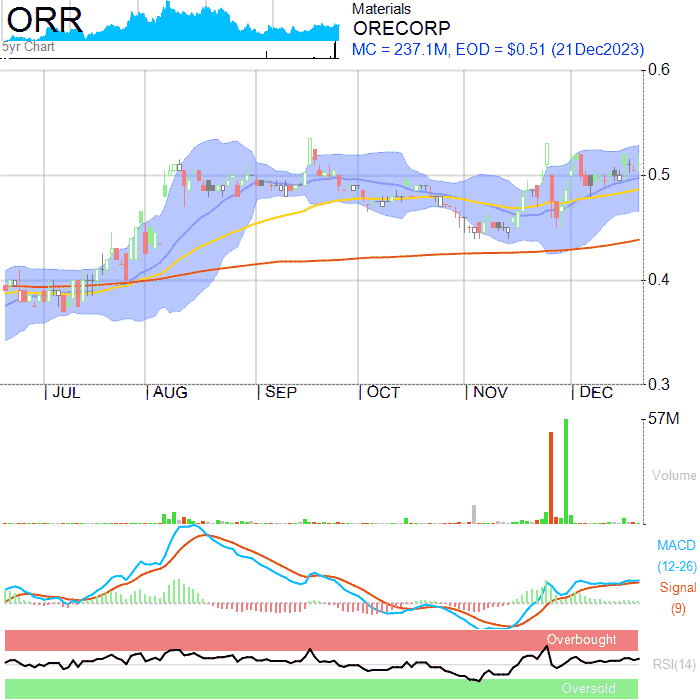 ORR
5yr Chart
Materials
ORECORP
MC = 237.1M, EOD = $0.51 (21Dec2023)
0.6
0.5
0.4
0.3
JUL AUG SEP OCT NOV DEC
57M
Volume
MACD
(12-26)
Signal
(9)
Overbought
RSI(14)
Oversold